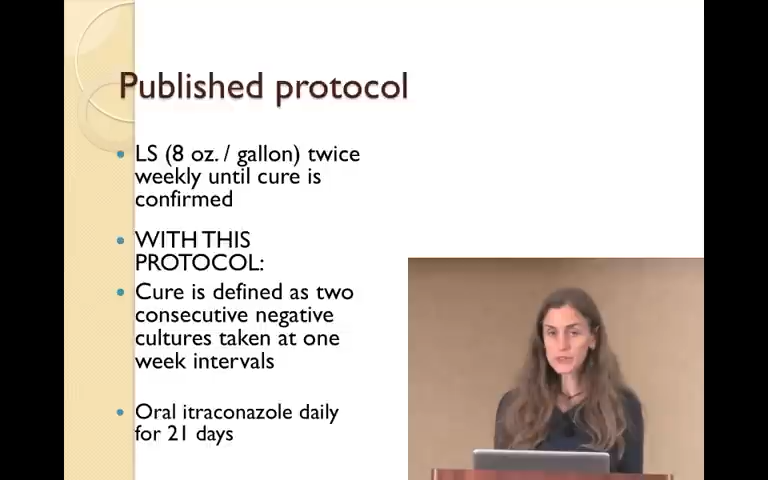 Published protocol
LS (8 oz. / gallon) twice
weekly until cure is
confirmed
WITH THIS
PROTOCOL:
Cure is defined as two
consecutive negative
cultures taken at one
week intervals
Oral itraconazole daily
for 21 days